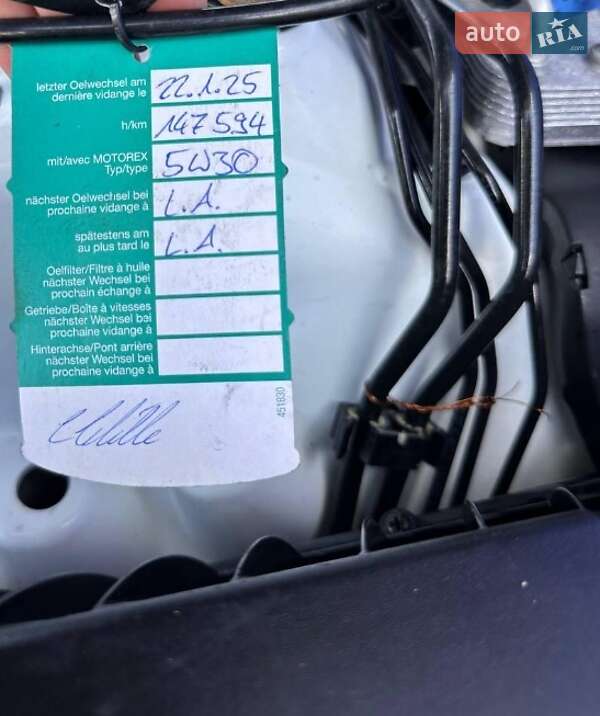 auto RIA.com
letzter Oelwechsel am
dernière vidange le
22.1.25
h/km
147594
mit/avec MOTOREX
Typ/type
5W30
nächster Oelwechsel bei
prochaine vidange à
L.A.
spätestens am
au plus tard le
L.A.
Oelfilter/Filtre à huile
nächster Wechsel bei
prochain échange à
Getriebe/Boîte à vitesses
nächster Wechsel bei
prochaine vidange à
Hinterachse/Pont arrière
nächster Wechsel bei
prochaine vidange à
451830